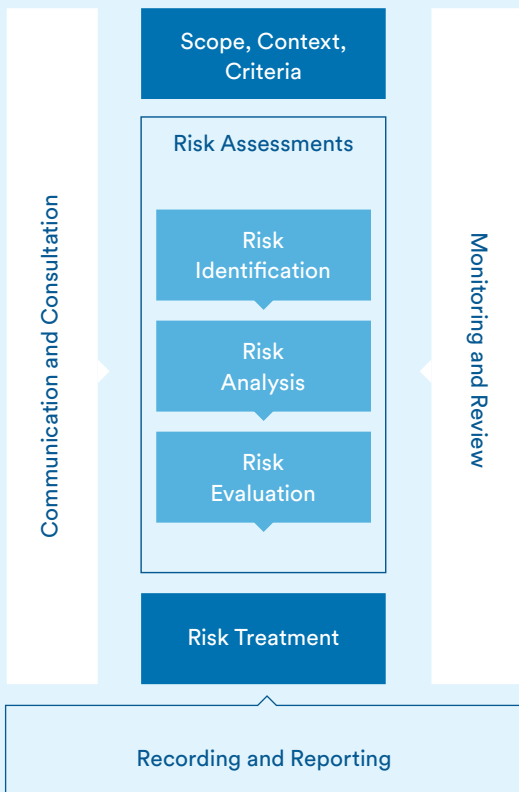 Scope, Context,
Criteria
Risk Assessments
Risk
Identification
Risk
Analysis
Risk
Evaluation
Risk Treatment
Communication and Consultation
Monitoring and Review
Recording and Reporting